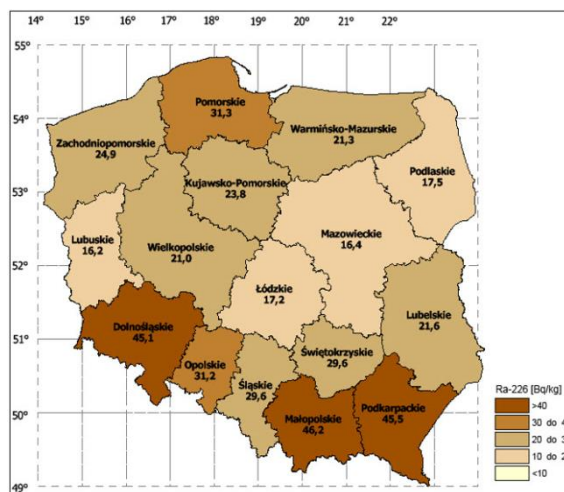 14° 15° 16° 17° 18° 19° 20° 21° 22°
55°
54°
53°
52°
51°
50°
49°
Pomorskie
31,3
Zachodniopomorskie
24,9
Warmińsko-Mazurskie
21,3
Podlaskie
17,5
Kujawsko-Pomorskie
23,8
Mazowieckie
16,4
Lubuskie
16,2
Wielkopolskie
21,0
Łódzkie
17,2
Lubelskie
21,6
Dolnośląskie
45,1
Opolskie
31,2
Śląskie
29,6
Świętokrzyskie
29,6
Małopolskie
46,2
Podkarpackie
45,5
Ra-226 [Bq/kg]
>40
30 do 4
20 do 3
10 do 2
<10